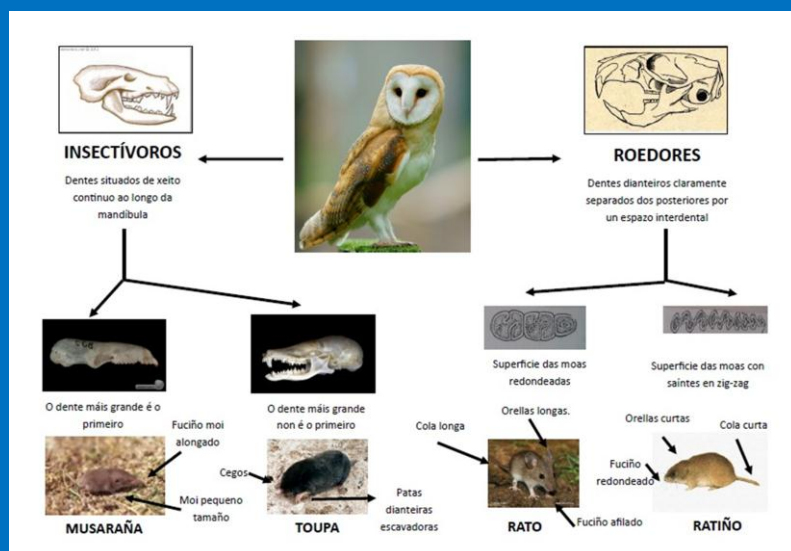 INSECTÍVOROS
Dentes situados de xeito
continuo ao longo da
mandíbula
ROEDORES
Dentes dianteiros claramente
separados dos posteriores por
un espazo interdental
O dente máis grande é o
primeiro
O dente máis grande
non é o primeiro
Superficie das moas
redondeadas
Superficie das moas con
saintes en zig-zag
Fuciño moi
alongado
Moi pequeno
tamaño
MUSARAÑA
Cegos
Patas
dianteiras
escavadoras
TOUPA
Cola longa
Orellas longas.
Fuciño afilado
RATO
Orellas curtas
Cola curta
Fuciño
redondeado
RATIÑO